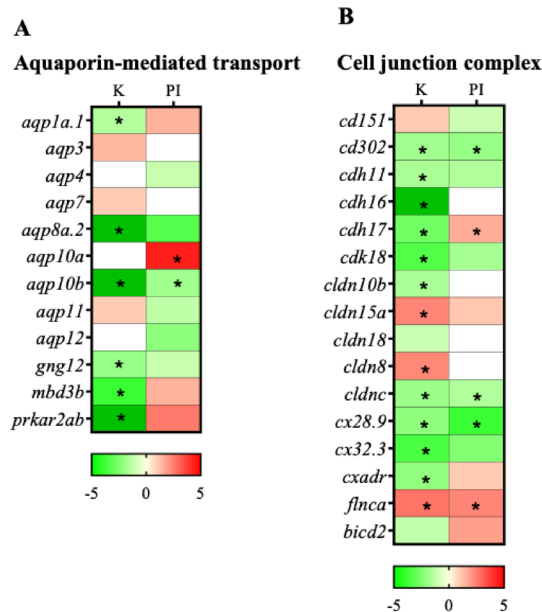 A
Aquaporin-mediated transport
K PI
aqp1a.1 *
aqp3
aqp4
aqp7
aqp8a.2 *
aqp10a *
aqp10b * *
aqp11
aqp12
gng12 *
mbd3b *
prkar2ab *
-5 0 5
B
Cell junction complex
K PI
cd151
cd302 * *
cdh11 *
cdh16 *
cdh17 * *
cdk18 *
cldn10b *
cldn15a *
cldn18
cldn8 *
cldnc * *
cx28.9 * *
cx32.3 *
cxadr *
flnca * *
bicd2
-5 0 5